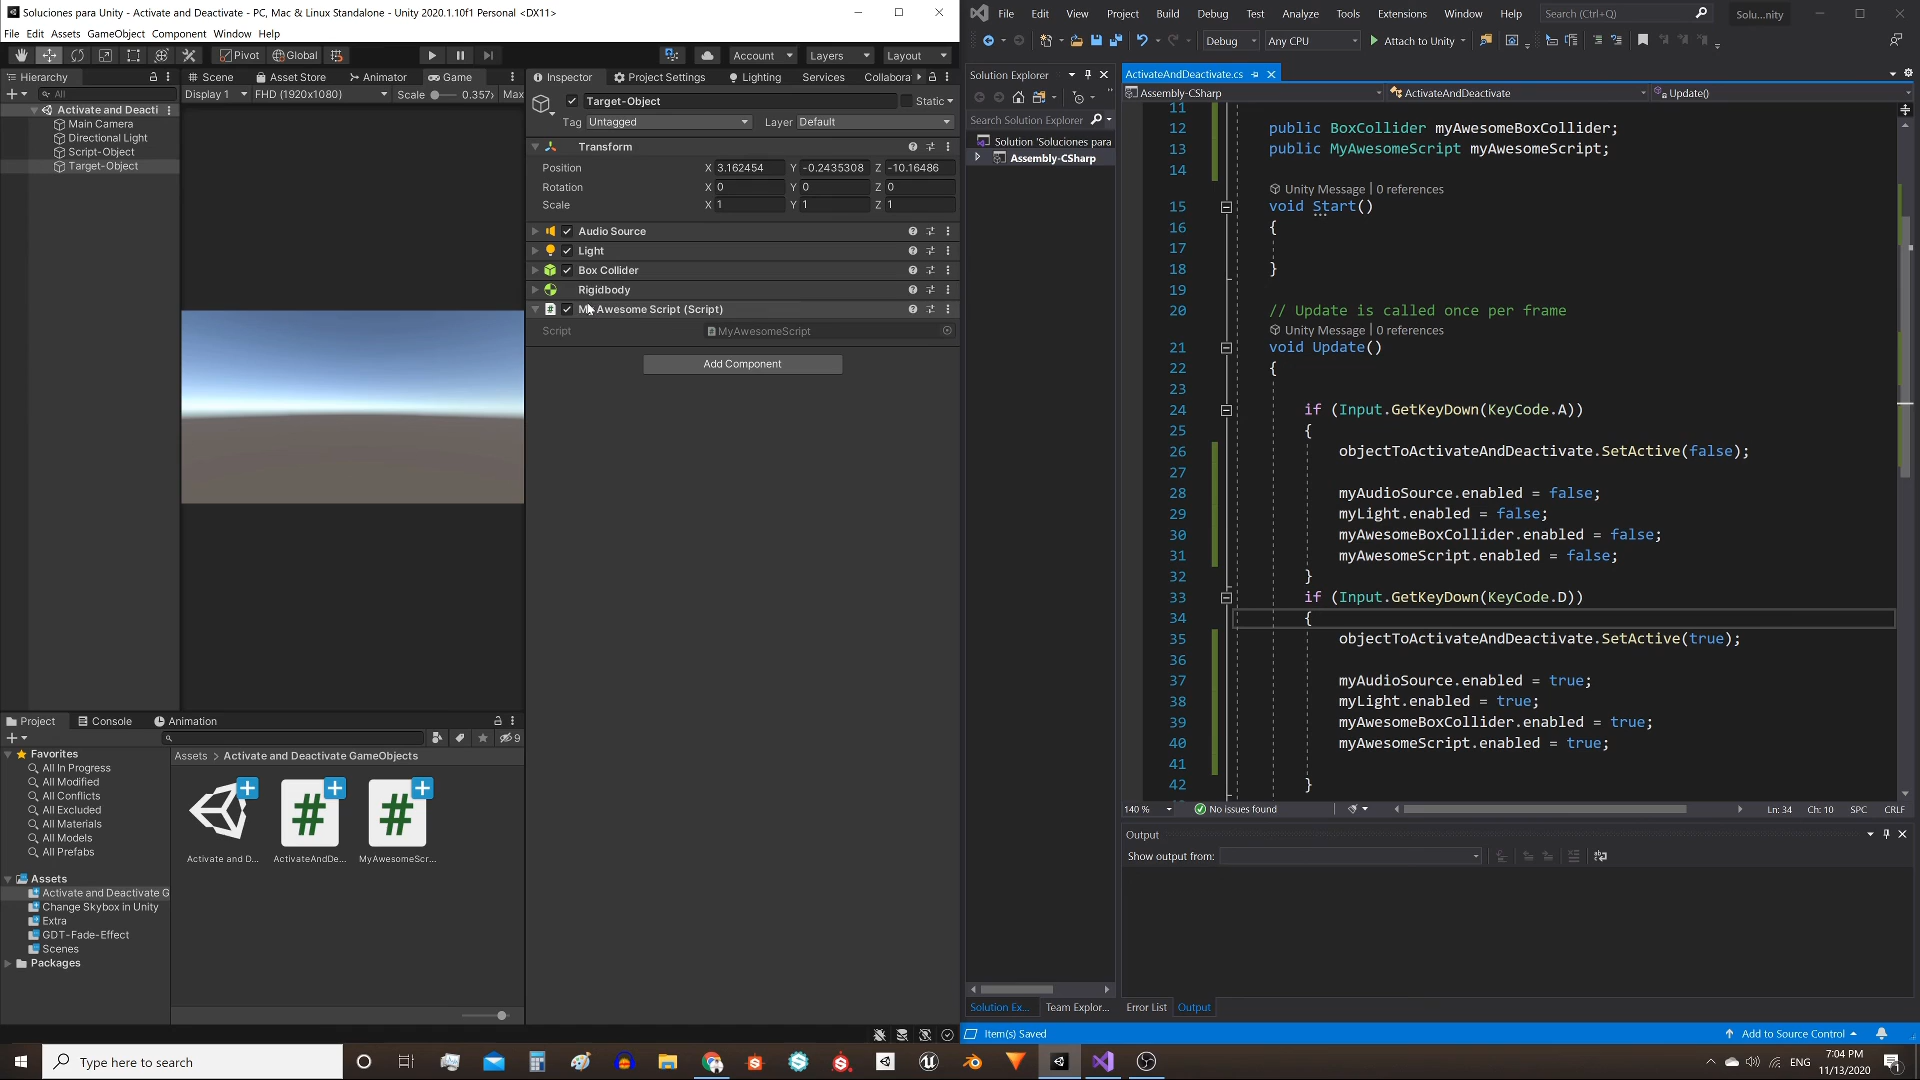 Soluciones para Unity - Activate and Deactivate - PC, Mac & Linux Standalone - Unity 2020.1.10f1 Personal <DX11>
File Edit Assets GameObject Component Window Help
Pivot Global
Account Layers Layout
Hierarchy
All
Activate and Deacti
Main Camera
Directional Light
Script-Object
Target-Object
Scene Asset Store Animator Game
Display 1 FHD (1920x1080) Scale 0.357x Max
Inspector Project Settings Lighting Services Collabora
Target-Object Static
Tag Untagged Layer Default
Transform
Position X 3.162454 Y -0.2435308 Z -10.16486
Rotation X 0 Y 0 Z 0
Scale X 1 Y 1 Z 1
Audio Source
Light
Box Collider
Rigidbody
My Awesome Script (Script)
Script MyAwesomeScript
Add Component
Project Console Animation
9
Favorites
All In Progress
All Modified
All Conflicts
All Excluded
All Materials
All Models
All Prefabs
Assets
Activate and Deactivate G
Change Skybox in Unity
Extra
GDT-Fade-Effect
Scenes
Packages
Assets > Activate and Deactivate GameObjects
Activate and D...
ActivateAndDe...
MyAwesomeScr...
File Edit View Project Build Debug Test Analyze Tools Extensions Window Help Search (Ctrl+Q) Solu...nity
Debug Any CPU Attach to Unity
Solution Explorer
Search Solution Explorer
Solution 'Soluciones para
Assembly-CSharp
Solution Ex... Team Explor...
ActivateAndDeactivate.cs
Assembly-CSharp ActivateAndDeactivate Update()
11
12 public BoxCollider myAwesomeBoxCollider;
13 public MyAwesomeScript myAwesomeScript;
14
Unity Message | 0 references
15 void Start()
16 {
17
18 }
19
20 // Update is called once per frame
Unity Message | 0 references
21 void Update()
22 {
23
24 if (Input.GetKeyDown(KeyCode.A))
25 {
26 objectToActivateAndDeactivate.SetActive(false);
27
28 myAudioSource.enabled = false;
29 myLight.enabled = false;
30 myAwesomeBoxCollider.enabled = false;
31 myAwesomeScript.enabled = false;
32 }
33 if (Input.GetKeyDown(KeyCode.D))
34 {
35 objectToActivateAndDeactivate.SetActive(true);
36
37 myAudioSource.enabled = true;
38 myLight.enabled = true;
39 myAwesomeBoxCollider.enabled = true;
40 myAwesomeScript.enabled = true;
41
42 }
140 % No issues found Ln: 34 Ch: 10 SPC CRLF
Output
Show output from:
Error List Output
Item(s) Saved Add to Source Control
Type here to search
ENG 7:04 PM
11/13/2020
1